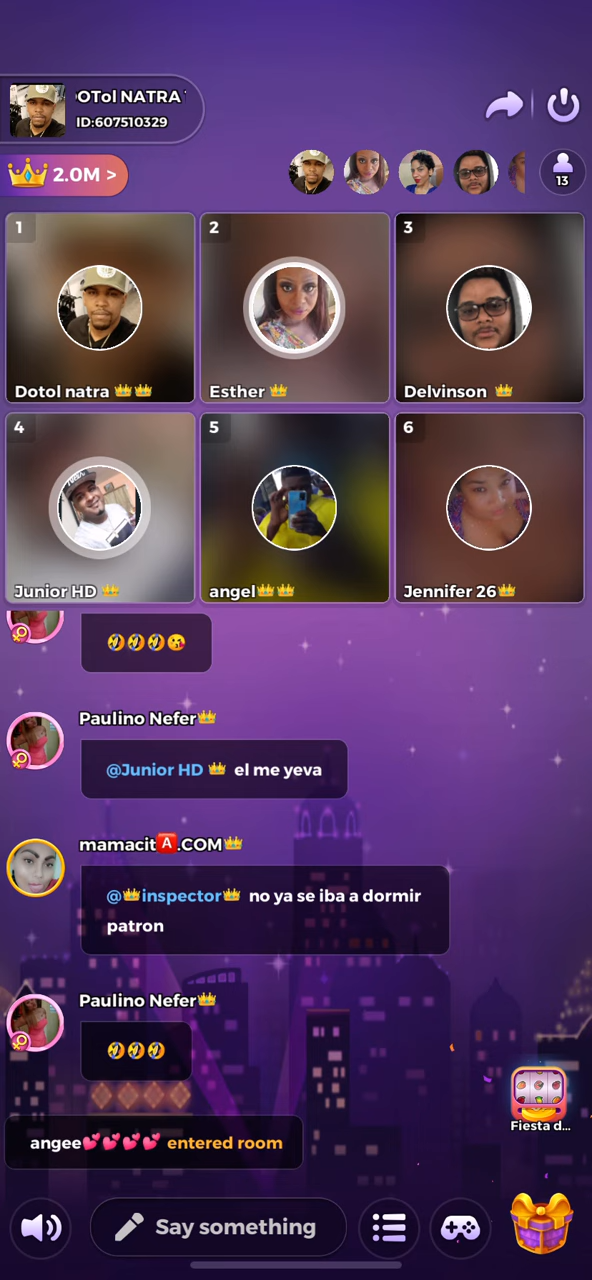 OTol NATRA
ID:607510329
2.0M >
13
1
2
3
Dotol natra 👑👑
Esther 👑
Delvinson 👑
4
5
6
Junior HD 👑
angel👑👑
Jennifer 26👑
🤣🤣🤣😘
Paulino Nefer👑
@Junior HD 👑 el me yeva
mamacit🅰.COM👑
@👑inspector👑 no ya se iba a dormir
patron
Paulino Nefer👑
🤣🤣🤣
Fiesta d...
angee💕💕💕💕 entered room
Say something